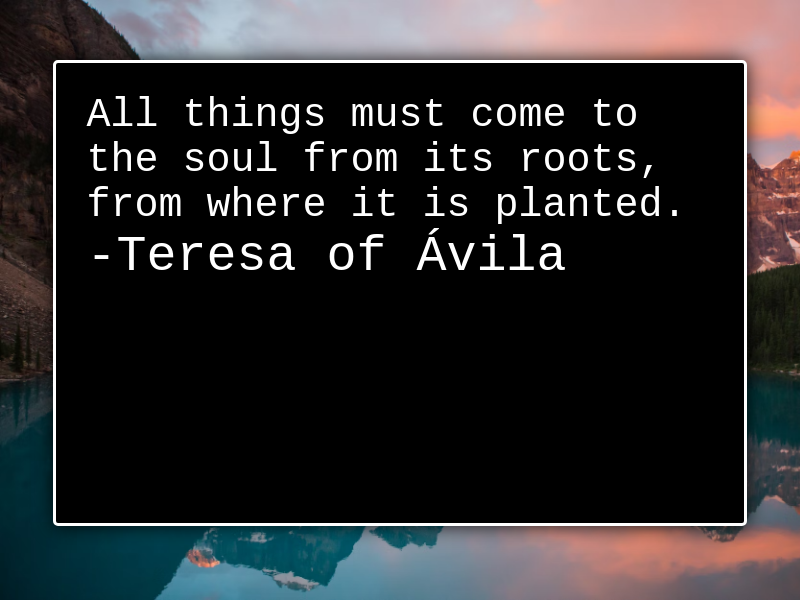 All things must come to
the soul from its roots,
from where it is planted.
-Teresa of Ávila